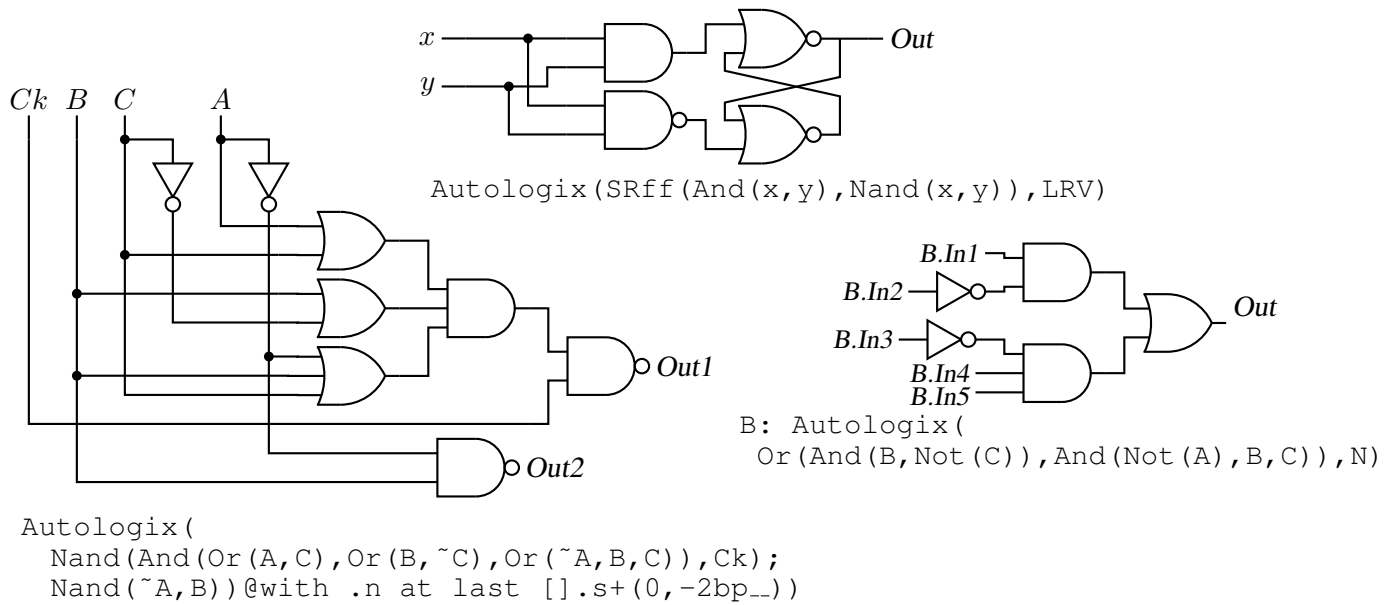 x
y
Out
Autologix(SRff(And(x,y),Nand(x,y)),LRV)
Ck B C A
Out1
Out2
Autologix(
Nand(And(Or(A,C),Or(B,˜C),Or(˜A,B,C)),Ck);
Nand(˜A,B))@with .n at last [].s+(0,-2bp__))
B.In1
B.In2
B.In3
B.In4
B.In5
Out
B: Autologix(
Or(And(B,Not(C)),And(Not(A),B,C)),N)